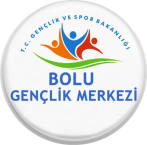 T.C. GENÇLİK VE SPOR BAKANLIĞI
BOLU
GENÇLİK MERKEZİ